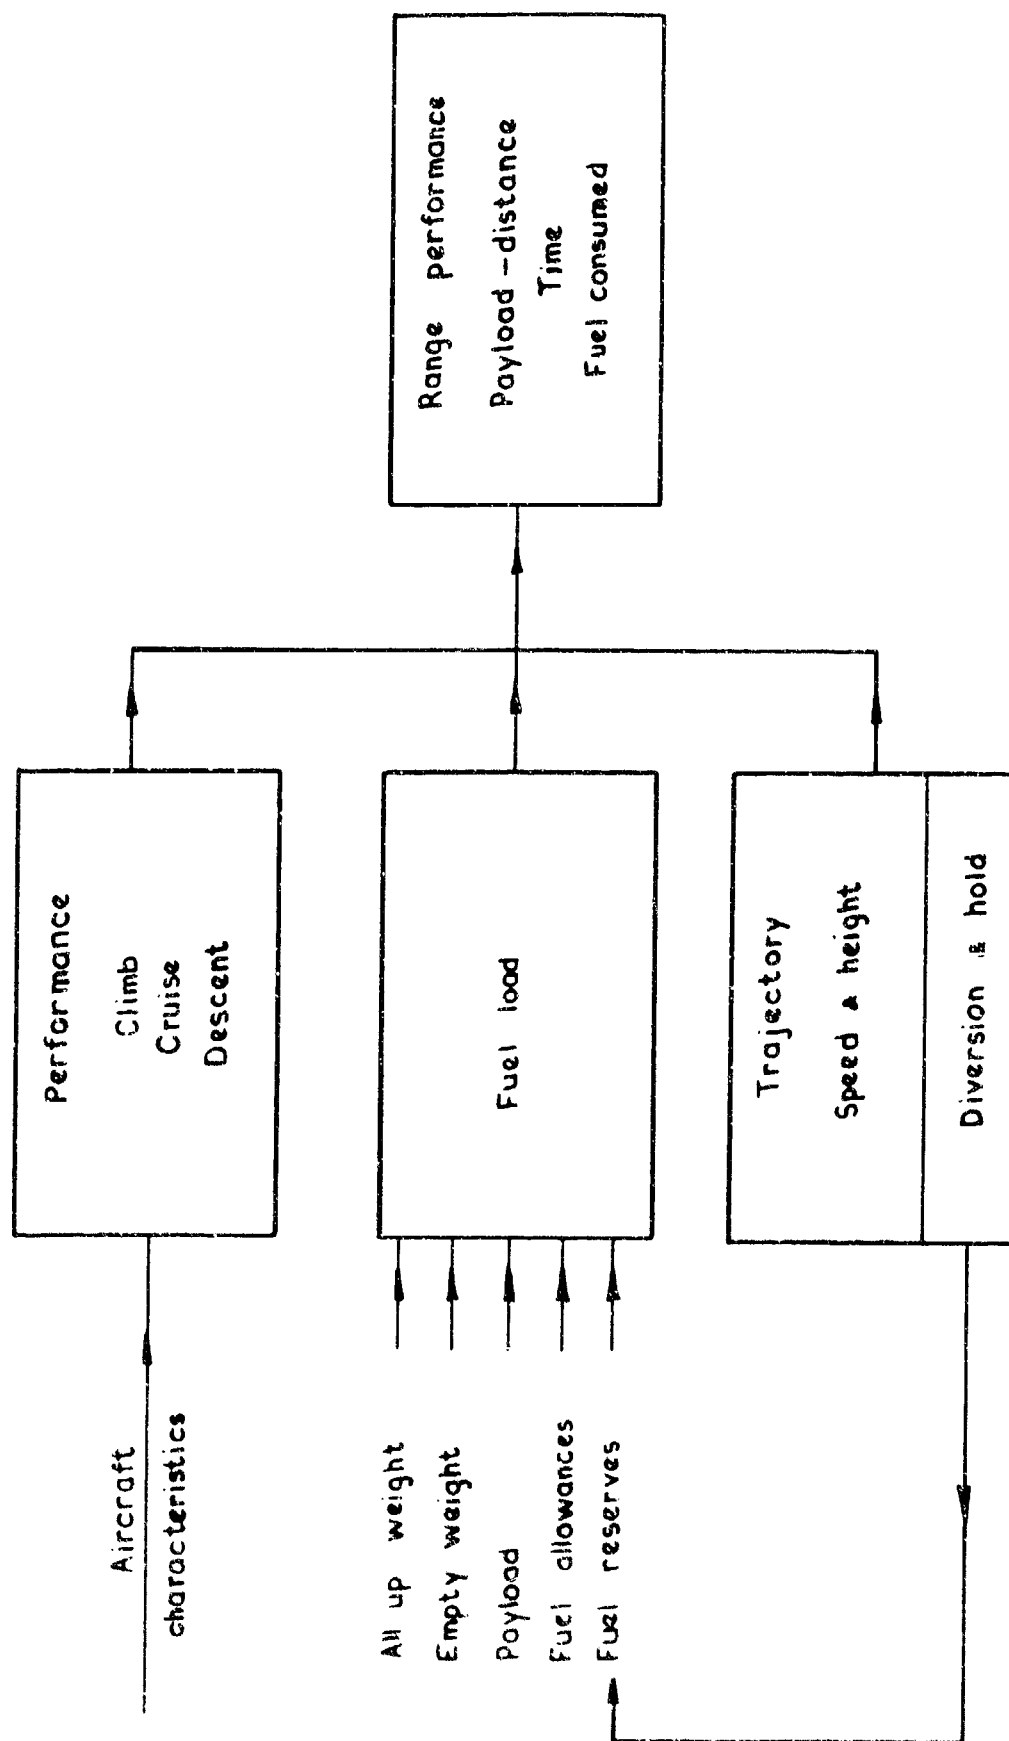 Aircraft
characteristics
Performance
Climb
Cruise
Descent
All up weight
Empty weight
Payload
Fuel allowances
Fuel reserves
Fuel load
Trajectory
Speed & height
Diversion & hold
Range performance
Payload-distance
Time
Fuel consumed